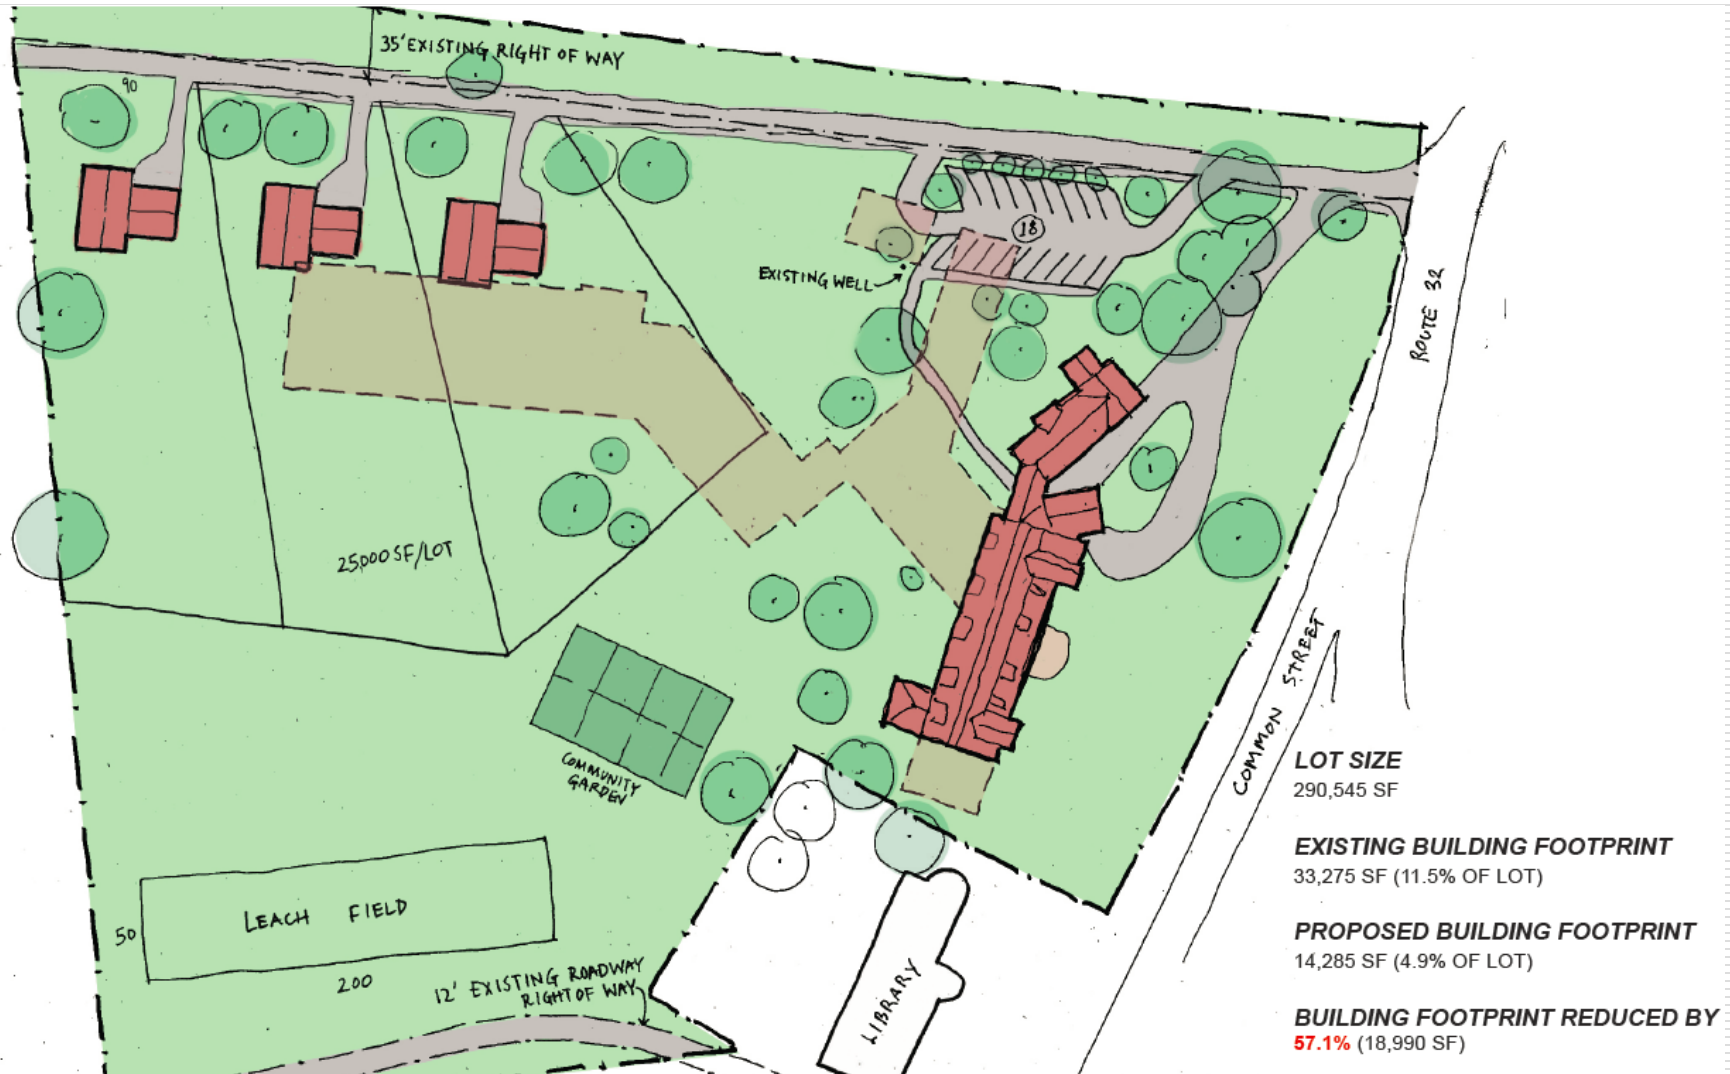 35' EXISTING RIGHT OF WAY
90
18
EXISTING WELL
ROUTE 32
25,000 SF/LOT
COMMON STREET
COMMUNITY
GARDEN
LEACH FIELD
50
200
12' EXISTING ROADWAY
RIGHT OF WAY
LIBRARY
LOT SIZE
290,545 SF
EXISTING BUILDING FOOTPRINT
33,275 SF (11.5% OF LOT)
PROPOSED BUILDING FOOTPRINT
14,285 SF (4.9% OF LOT)
BUILDING FOOTPRINT REDUCED BY
57.1% (18,990 SF)